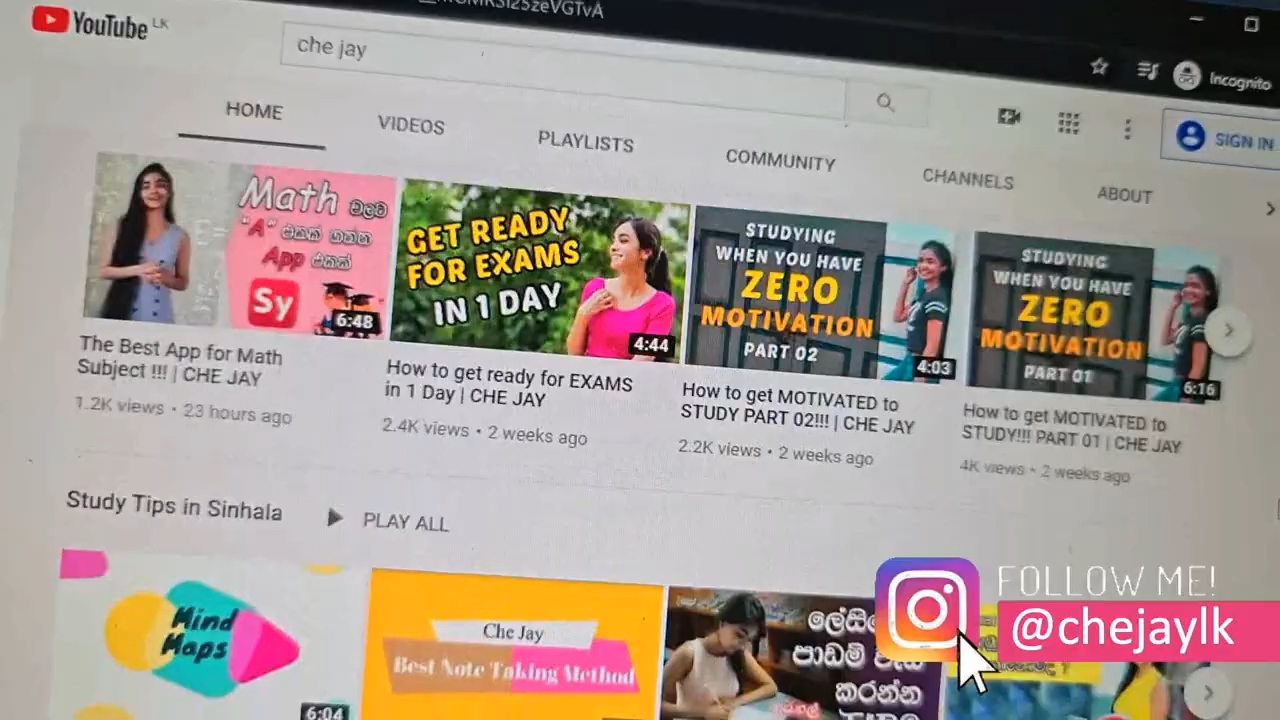 YouTube LK
che jay
Incognito
SIGN IN
HOME
VIDEOS
PLAYLISTS
COMMUNITY
CHANNELS
ABOUT
Math වලට
"A" එකක් ගන්න
App එකක්
Sy
6:48
The Best App for Math
Subject !!! | CHE JAY
1.2K views • 23 hours ago
GET READY
FOR EXAMS
IN 1 DAY
4:44
How to get ready for EXAMS
in 1 Day | CHE JAY
2.4K views • 2 weeks ago
STUDYING
WHEN YOU HAVE
ZERO
MOTIVATION
PART 02
4:03
How to get MOTIVATED to
STUDY PART 02!!! | CHE JAY
2.2K views • 2 weeks ago
STUDYING
WHEN YOU HAVE
ZERO
MOTIVATION
PART 01
6:16
How to get MOTIVATED to
STUDY!!! PART 01 | CHE JAY
4K views • 2 weeks ago
Study Tips in Sinhala
PLAY ALL
Mind
Maps
6:04
Che Jay
Best Note Taking Method
පාඩම්
කරන්න
FOLLOW ME!
@chejaylk